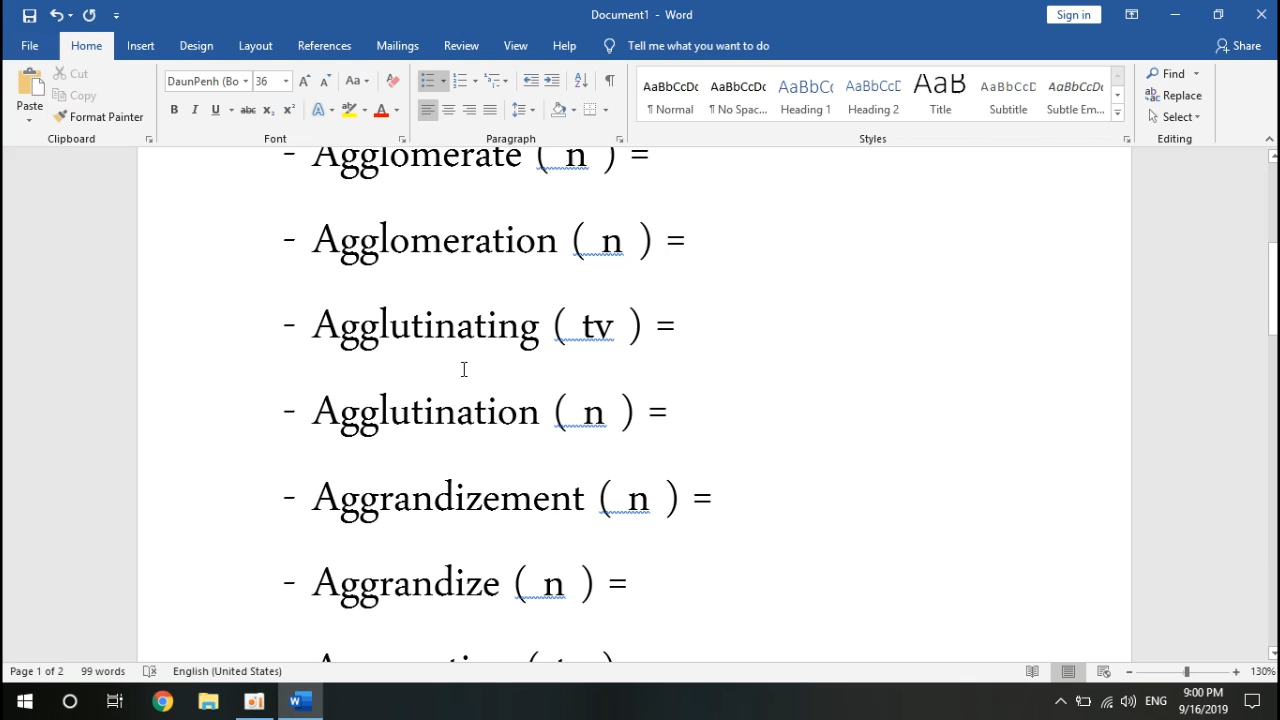 Document1 - Word
Sign in
File Home Insert Design Layout References Mailings Review View Help Tell me what you want to do Share
Paste
Cut
Copy
Format Painter
Clipboard
DaunPenh (Bo 36
Font
Paragraph
AaBbCcDd AaBbCcDd AaBbCc AaBbCcD AaB AaBbCcD AaBbCcDd
¶ Normal ¶ No Spac... Heading 1 Heading 2 Title Subtitle Subtle Em...
Styles
Find
Replace
Select
Editing
- Agglomerate ( n ) =
- Agglomeration ( n ) =
- Agglutinating ( tv ) =
- Agglutination ( n ) =
- Aggrandizement ( n ) =
- Aggrandize ( n ) =
Page 1 of 2 99 words English (United States) 130%
ENG 9:00 PM
9/16/2019